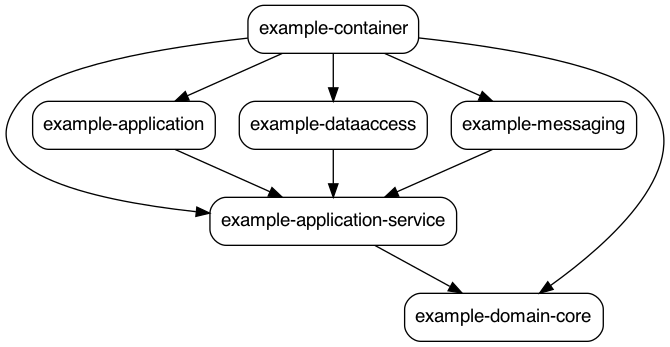 example-container
example-application
example-dataaccess
example-messaging
example-application-service
example-domain-core